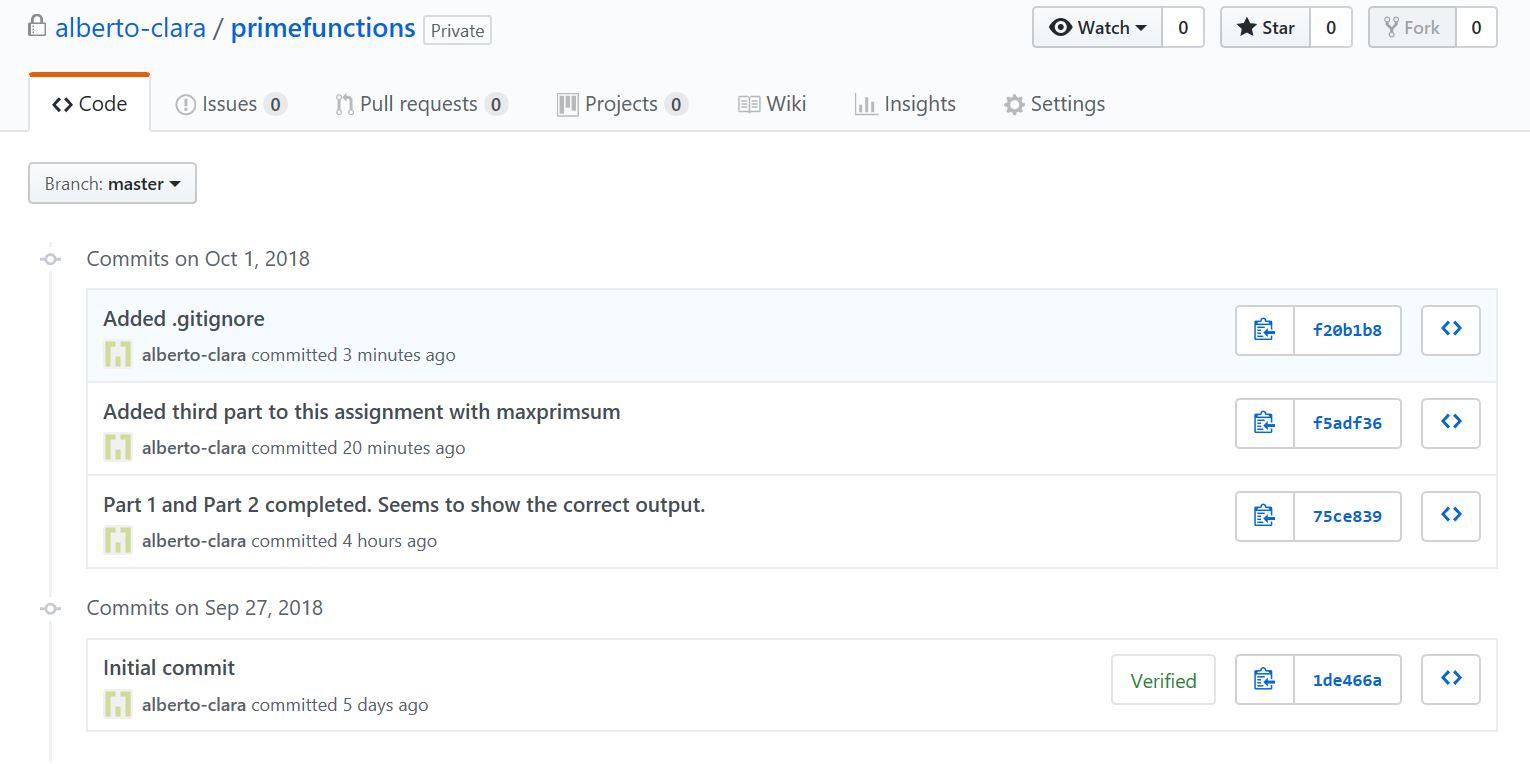 alberto-clara / primefunctions Private Watch 0 Star 0 Fork 0
Code Issues 0 Pull requests 0 Projects 0 Wiki Insights Settings
Branch: master
Commits on Oct 1, 2018
Added .gitignore
alberto-clara committed 3 minutes ago
f20b1b8
Added third part to this assignment with maxprimsum
alberto-clara committed 20 minutes ago
f5adf36
Part 1 and Part 2 completed. Seems to show the correct output.
alberto-clara committed 4 hours ago
75ce839
Commits on Sep 27, 2018
Initial commit
alberto-clara committed 5 days ago
Verified 1de466a